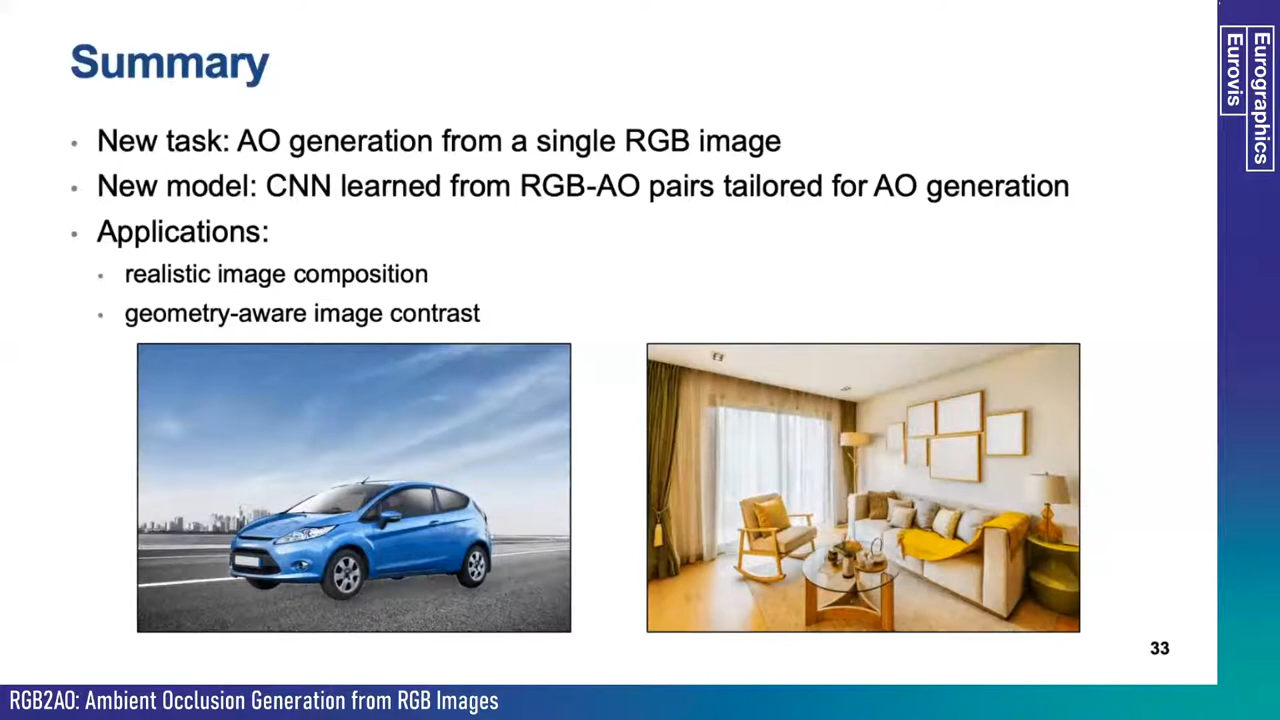 Summary
New task: AO generation from a single RGB image
New model: CNN learned from RGB-AO pairs tailored for AO generation
Applications:
realistic image composition
geometry-aware image contrast
33
RGB2AO: Ambient Occlusion Generation from RGB Images
Eurographics
Eurovis